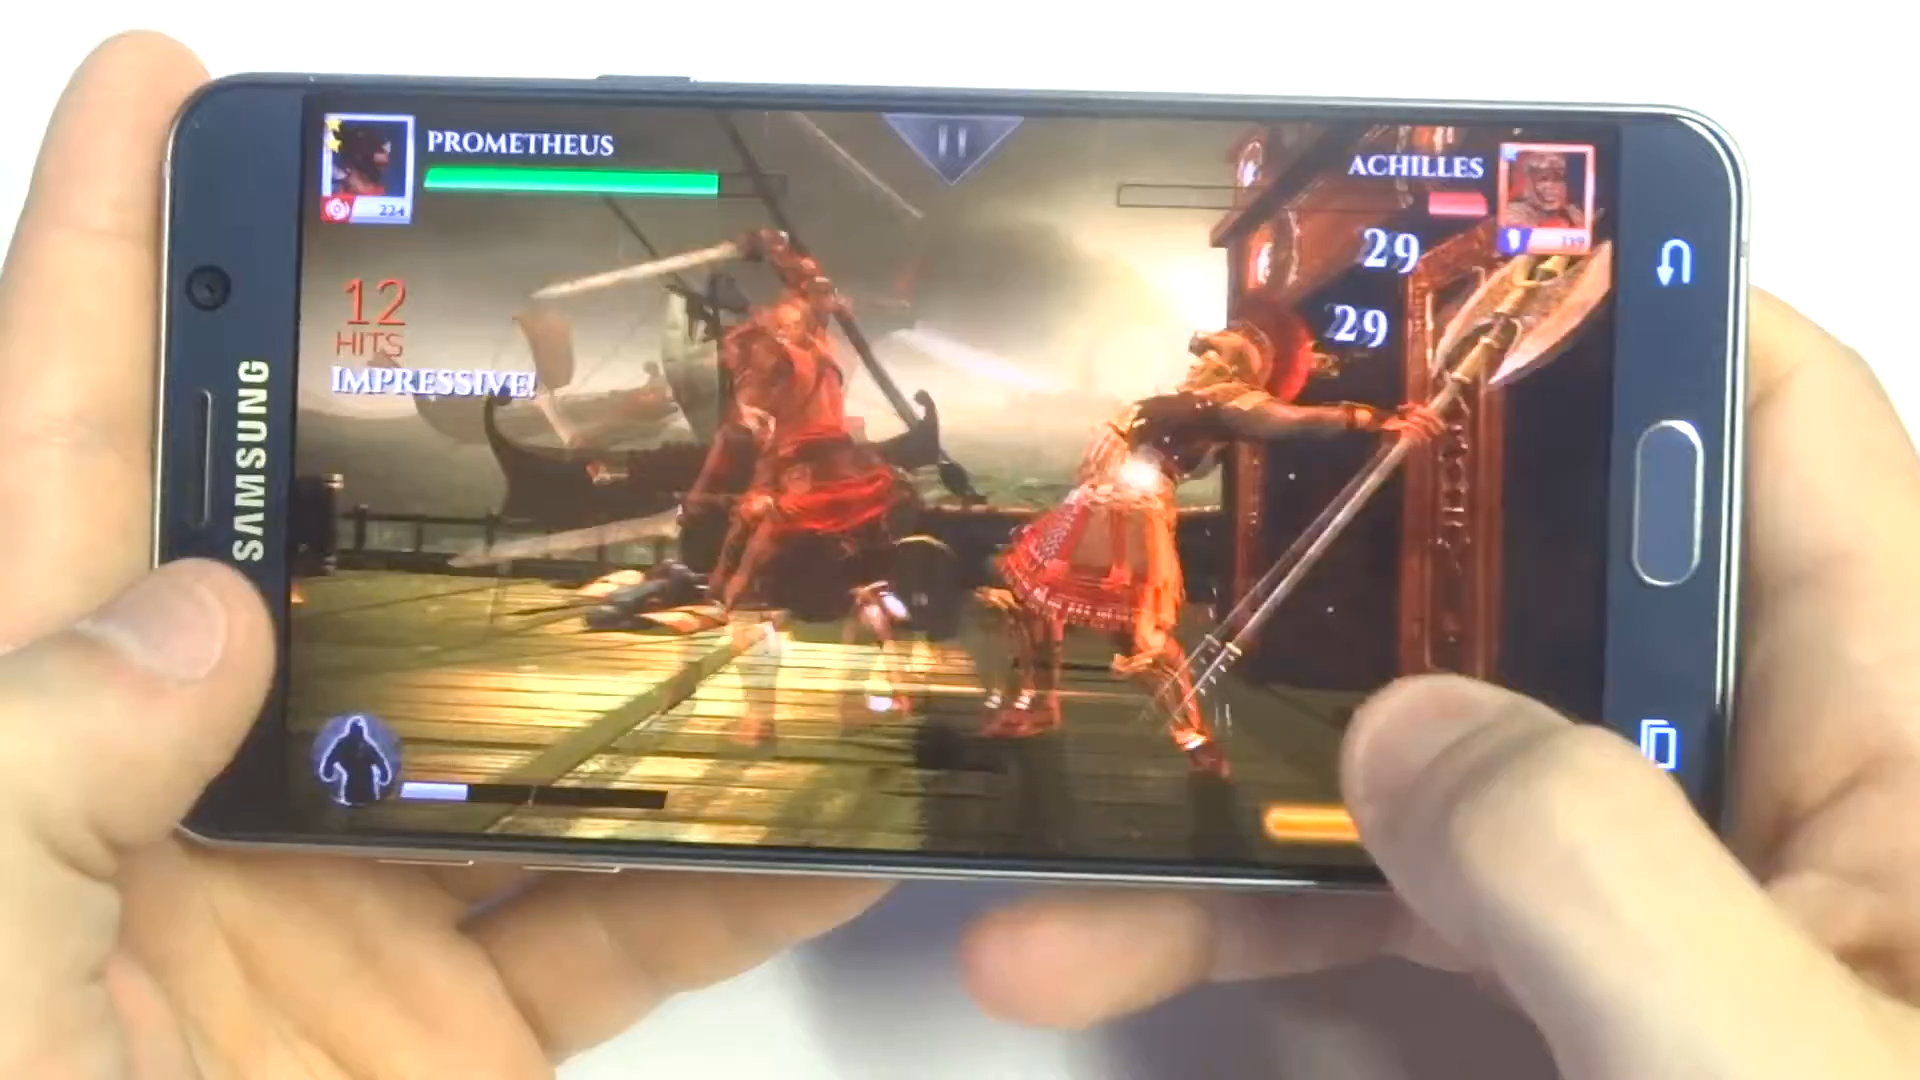 PROMETHEUS
224
ACHILLES
29
29
12
HITS
IMPRESSIVE!
SAMSUNG